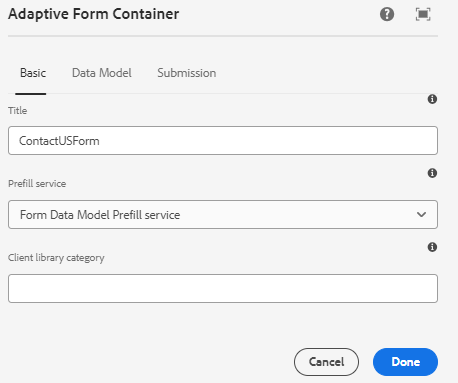 Adaptive Form Container
Basic Data Model Submission
Title
ContactUSForm
Prefill service
Form Data Model Prefill service
Client library category
Cancel Done